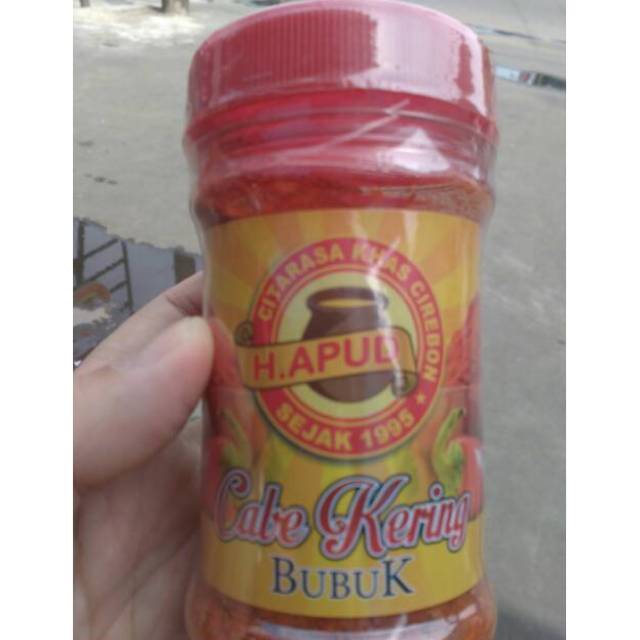 CITARASA KHAS CIREBON
H.APUD
SEJAK 1995
Cabe Kering
BUBUK